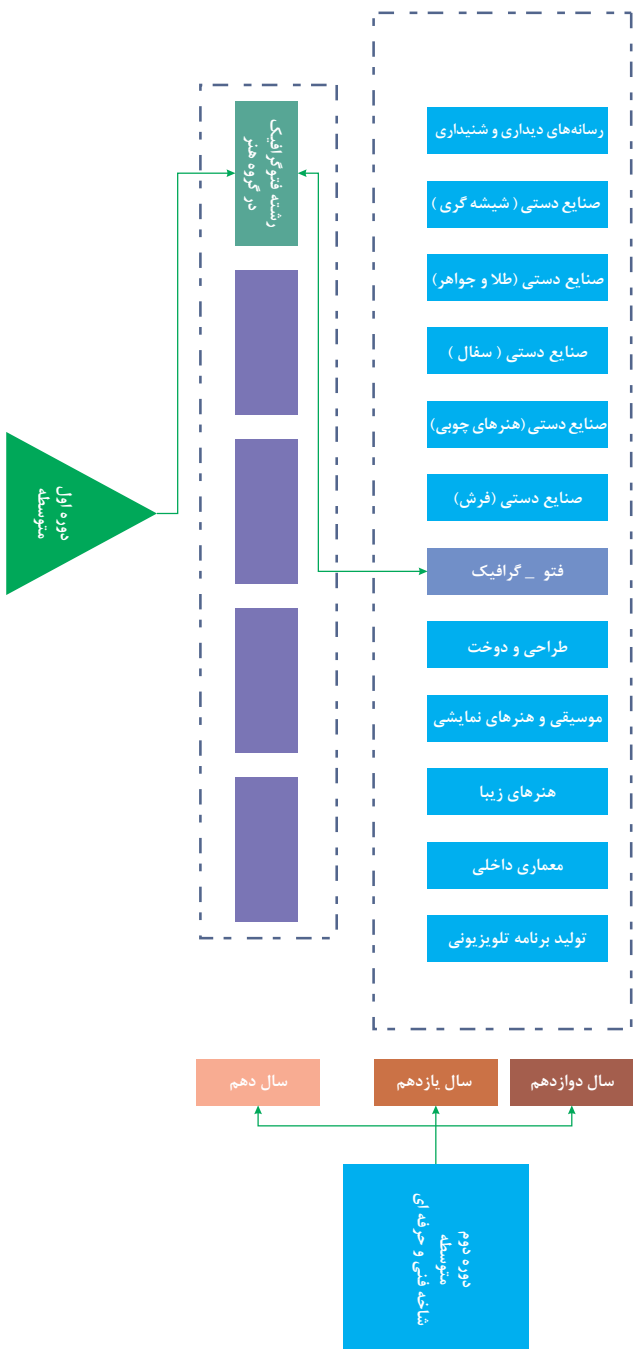 رسانه‌های دیداری و شنیداری
صنایع دستی ( شیشه گری )
صنایع دستی (طلا و جواهر)
صنایع دستی ( سفال )
صنایع دستی (هنرهای چوبی)
صنایع دستی (فرش)
فتو _ گرافیک
طراحی و دوخت
موسیقی و هنرهای نمایشی
هنرهای زیبا
معماری داخلی
تولید برنامه تلویزیونی
رشته فتوگرافیک
در گروه هنر
دوره اول
متوسطه
سال دوازدهم
سال یازدهم
سال دهم
دوره دوم
متوسطه
شاخه فنی و حرفه ای